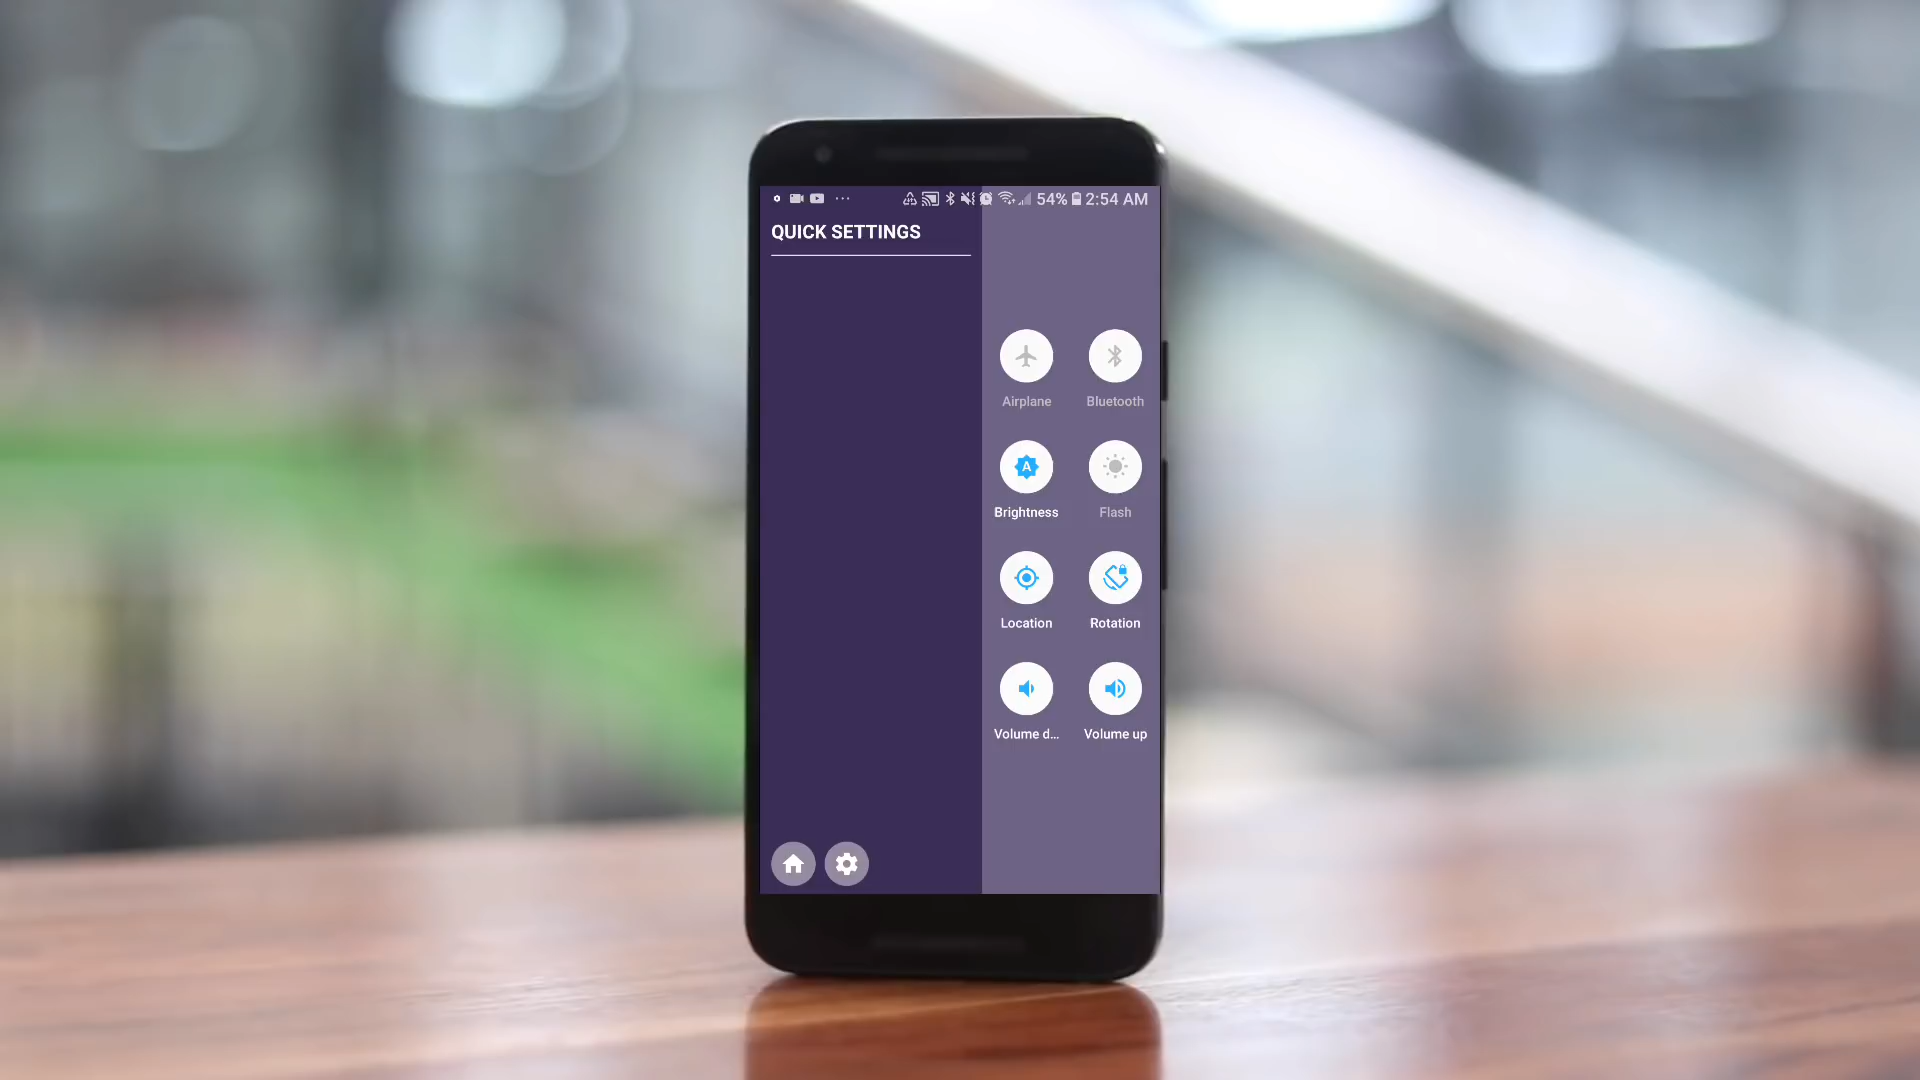 54% 2:54 AM
QUICK SETTINGS
Airplane Bluetooth
A
Brightness Flash
Location Rotation
Volume d... Volume up